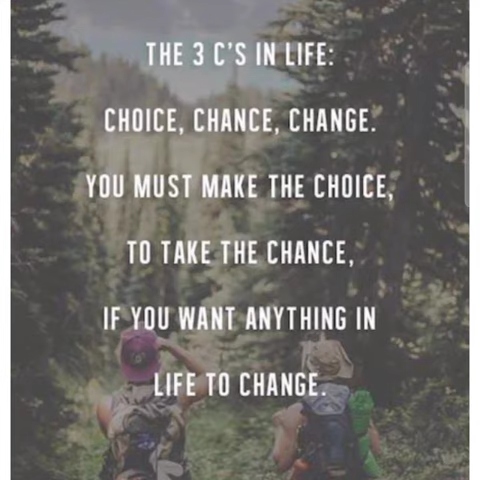 THE 3 C'S IN LIFE:
CHOICE, CHANCE, CHANGE.
YOU MUST MAKE THE CHOICE,
TO TAKE THE CHANCE,
IF YOU WANT ANYTHING IN
LIFE TO CHANGE.